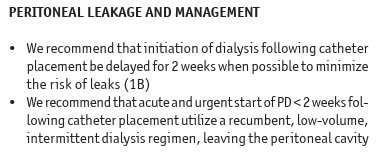 PERITONEAL LEAKAGE AND MANAGEMENT
• We recommend that initiation of dialysis following catheter
placement be delayed for 2 weeks when possible to minimize
the risk of leaks (1B)
• We recommend that acute and urgent start of PD < 2 weeks fol-
lowing catheter placement utilize a recumbent, low-volume,
intermittent dialysis regimen, leaving the peritoneal cavity